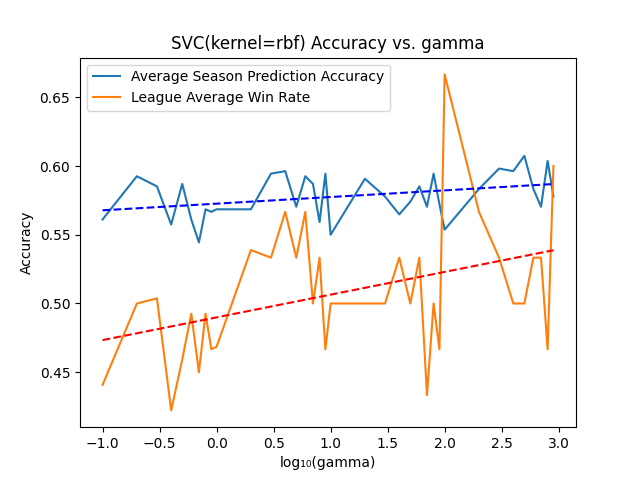 SVC(kernel=rbf) Accuracy vs. gamma
Average Season Prediction Accuracy
League Average Win Rate
0.65
0.60
0.55
0.50
0.45
Accuracy
−1.0 −0.5 0.0 0.5 1.0 1.5 2.0 2.5 3.0
log₁₀(gamma)